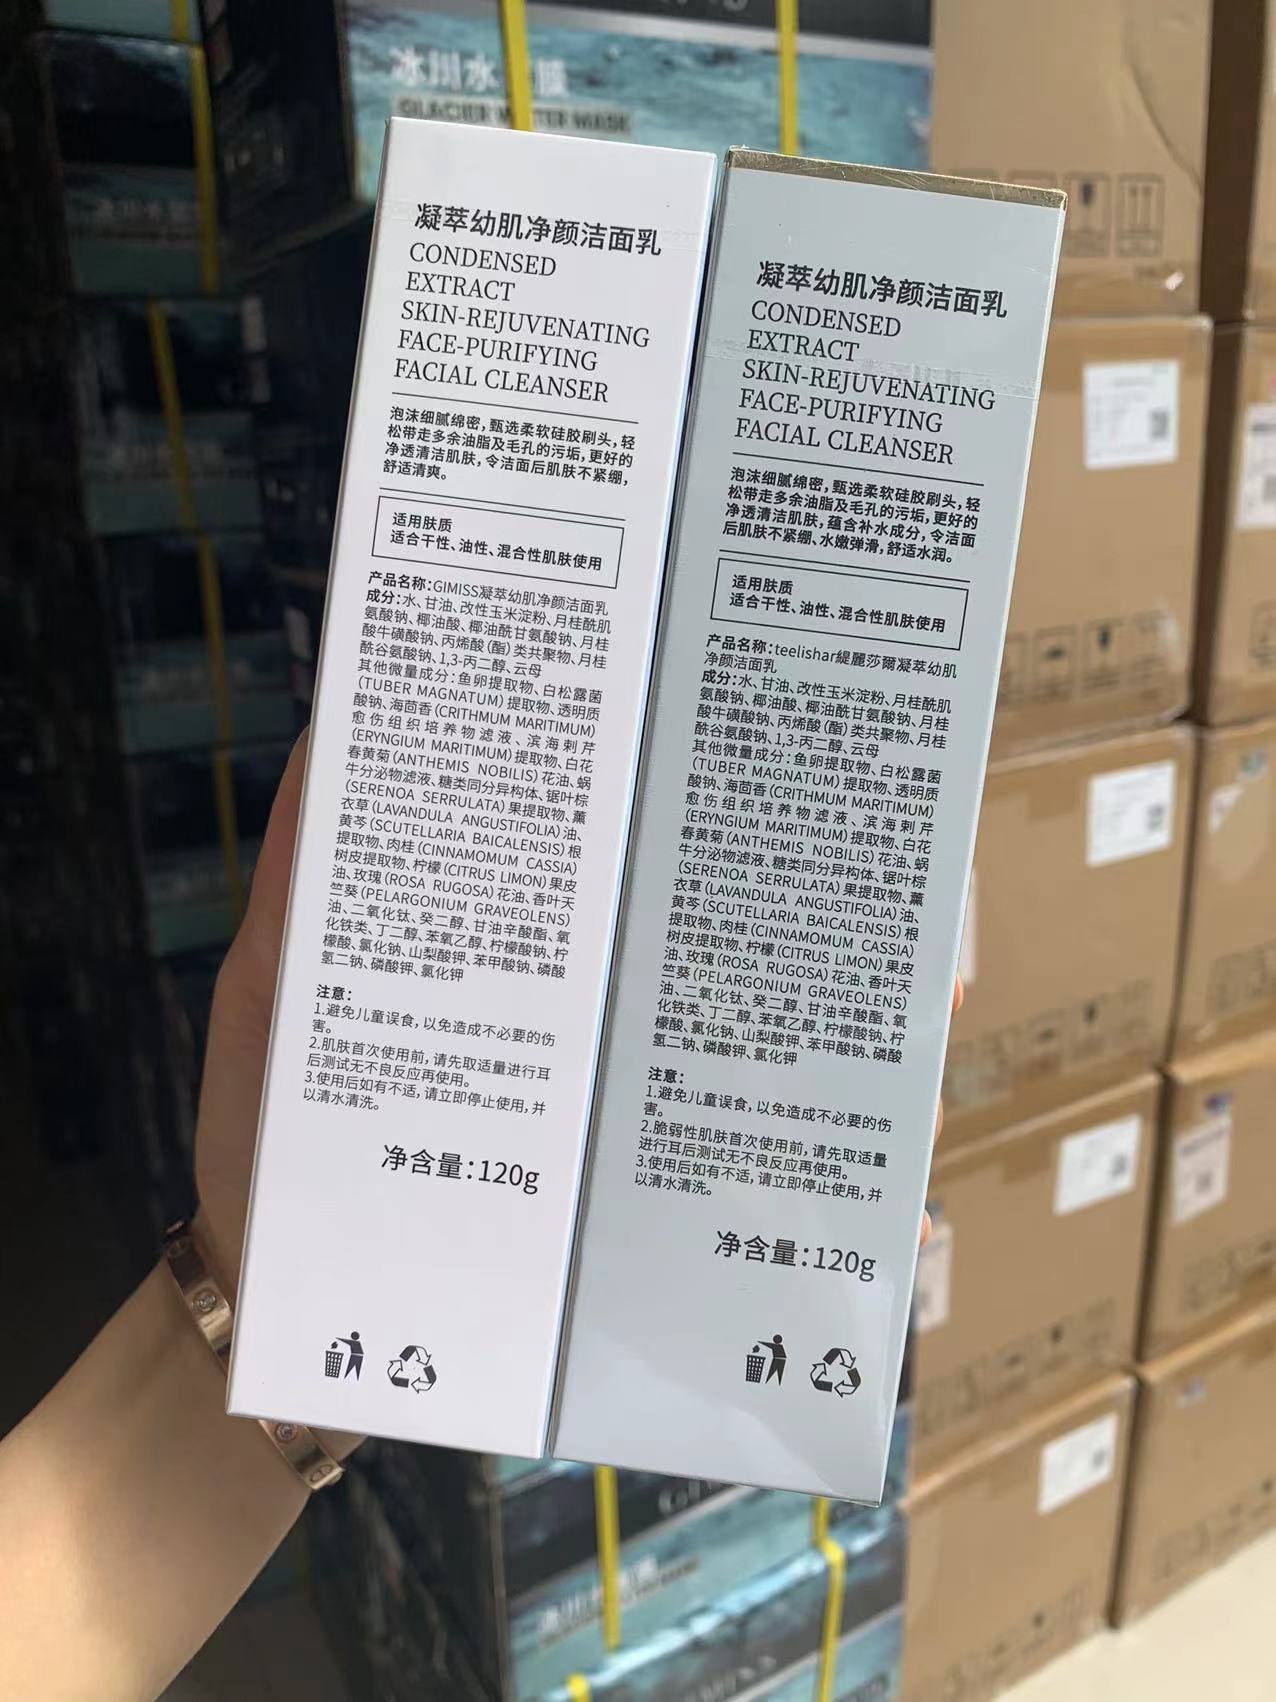 冰川水
GLACIER WATER MASK
凝萃幼肌净颜洁面乳
CONDENSED
EXTRACT
SKIN-REJUVENATING
FACE-PURIFYING
FACIAL CLEANSER
泡沫细腻绵密,甄选柔软硅胶刷头,轻
松带走多余油脂及毛孔的污垢,更好的
净透清洁肌肤,令洁面后肌肤不紧绷,
舒适清爽。
适用肤质
适合干性、油性、混合性肌肤使用
产品名称:GIMISS凝萃幼肌净颜洁面乳
成分:水、甘油、改性玉米淀粉、月桂酰肌
氨酸钠、椰油酸、椰油酰甘氨酸钠、月桂
酸牛磺酸钠、丙烯酸(酯)类共聚物、月桂
酰谷氨酸钠、1,3-丙二醇、云母
其他微量成分:鱼卵提取物、白松露菌
(TUBER MAGNATUM)提取物、透明质
酸钠、海茴香(CRITHMUM MARITIMUM)
愈伤组织培养物滤液、滨海刺芹
(ERYNGIUM MARITIMUM)提取物、白花
春黄菊(ANTHEMIS NOBILIS)花油、蜗
牛分泌物滤液、糖类同分异构体、锯叶棕
(SERENOA SERRULATA)果提取物、薰
衣草(LAVANDULA ANGUSTIFOLIA)油、
黄芩(SCUTELLARIA BAICALENSIS)根
提取物、肉桂(CINNAMOMUM CASSIA)
树皮提取物、柠檬(CITRUS LIMON)果皮
油、玫瑰(ROSA RUGOSA)花油、香叶天
竺葵(PELARGONIUM GRAVEOLENS)
油、二氧化钛、癸二醇、甘油辛酸酯、氧
化铁类、丁二醇、苯氧乙醇、柠檬酸钠、柠
檬酸、氯化钠、山梨酸钾、苯甲酸钠、磷酸
氢二钠、磷酸钾、氯化钾
注意:
1.避免儿童误食,以免造成不必要的伤
害。
2.肌肤首次使用前,请先取适量进行耳
后测试无不良反应再使用。
3.使用后如有不适,请立即停止使用,并
以清水清洗。
净含量:120g
凝萃幼肌净颜洁面乳
CONDENSED
EXTRACT
SKIN-REJUVENATING
FACE-PURIFYING
FACIAL CLEANSER
泡沫细腻绵密,甄选柔软硅胶刷头,轻
松带走多余油脂及毛孔的污垢,更好的
净透清洁肌肤,蕴含补水成分,令洁面
后肌肤不紧绷、水嫩弹滑,舒适水润。
适用肤质
适合干性、油性、混合性肌肤使用
产品名称:teelishar緹麗莎爾凝萃幼肌
净颜洁面乳
成分:水、甘油、改性玉米淀粉、月桂酰肌
氨酸钠、椰油酸、椰油酰甘氨酸钠、月桂
酸牛磺酸钠、丙烯酸(酯)类共聚物、月桂
酰谷氨酸钠、1,3-丙二醇、云母
其他微量成分:鱼卵提取物、白松露菌
(TUBER MAGNATUM)提取物、透明质
酸钠、海茴香(CRITHMUM MARITIMUM)
愈伤组织培养物滤液、滨海刺芹
(ERYNGIUM MARITIMUM)提取物、白花
春黄菊(ANTHEMIS NOBILIS)花油、蜗
牛分泌物滤液、糖类同分异构体、锯叶棕
(SERENOA SERRULATA)果提取物、薰
衣草(LAVANDULA ANGUSTIFOLIA)油、
黄芩(SCUTELLARIA BAICALENSIS)根
提取物、肉桂(CINNAMOMUM CASSIA)
树皮提取物、柠檬(CITRUS LIMON)果皮
油、玫瑰(ROSA RUGOSA)花油、香叶天
竺葵(PELARGONIUM GRAVEOLENS)
油、二氧化钛、癸二醇、甘油辛酸酯、氧
化铁类、丁二醇、苯氧乙醇、柠檬酸钠、柠
檬酸、氯化钠、山梨酸钾、苯甲酸钠、磷酸
氢二钠、磷酸钾、氯化钾
注意:
1.避免儿童误食,以免造成不必要的伤
害。
2.脆弱性肌肤首次使用前,请先取适量
进行耳后测试无不良反应再使用。
3.使用后如有不适,请立即停止使用,并
以清水清洗。
净含量:120g